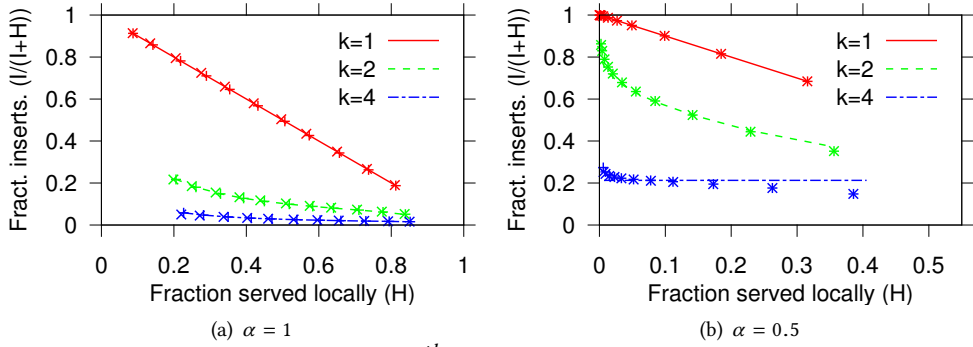 1
0.8
0.6
0.4
0.2
0
Fract. inserts. (I/(I+H))
k=1
k=2
k=4
0 0.2 0.4 0.6 0.8 1
Fraction served locally (H)
(a) α = 1
1
0.8
0.6
0.4
0.2
0
Fract. inserts. (I/(I+H))
k=1
k=2
k=4
0 0.1 0.2 0.3 0.4 0.5
Fraction served locally (H)
(b) α = 0.5